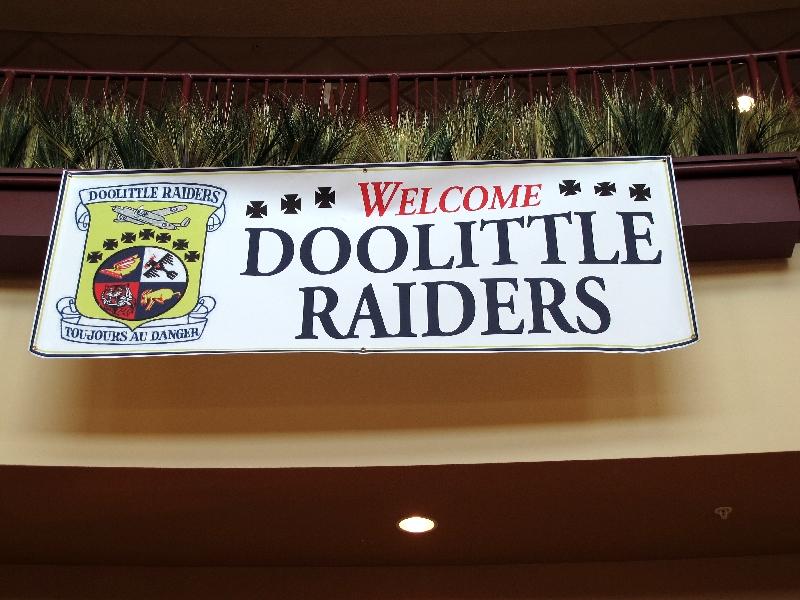 DOOLITTLE RAIDERS
TOUJOURS AU DANGER
WELCOME
DOOLITTLE
RAIDERS